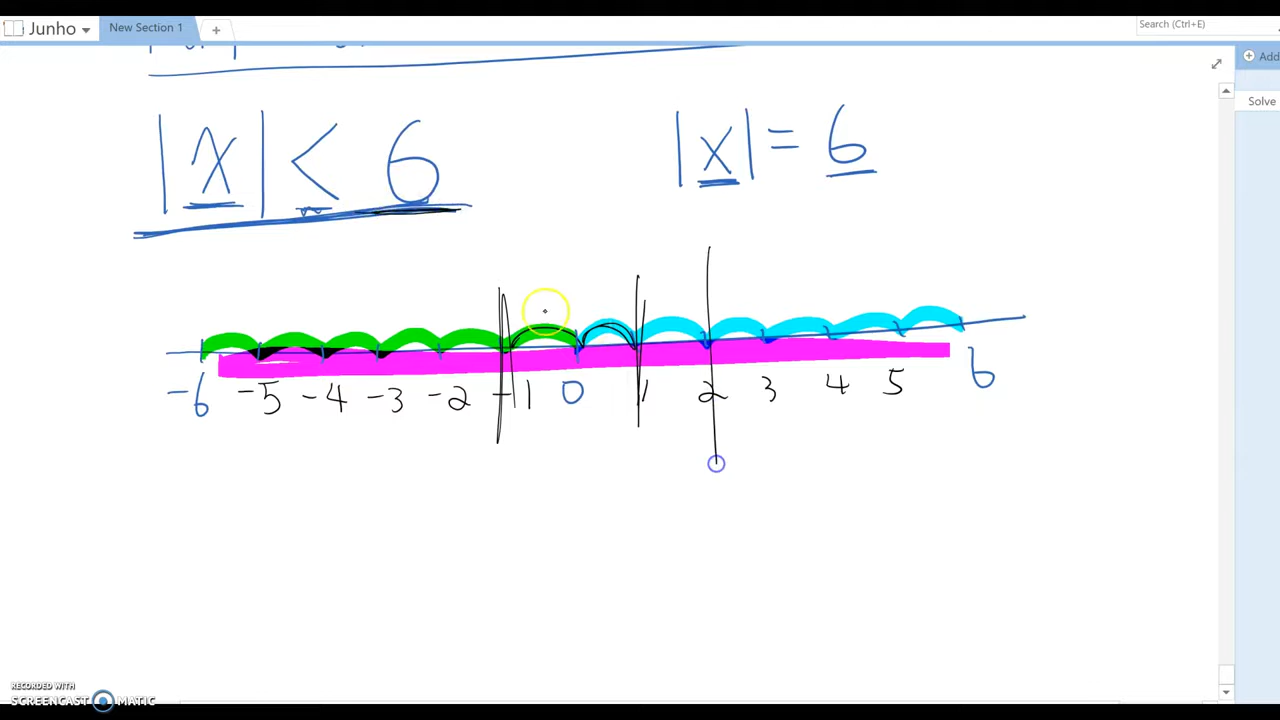 Junho
New Section 1
+
Search (Ctrl+E)
Add
Solve
|x| < 6
|x| = 6
-6 -5 -4 -3 -2 -1 0 1 2 3 4 5 6
RECORDED WITH
SCREENCAST MATIC